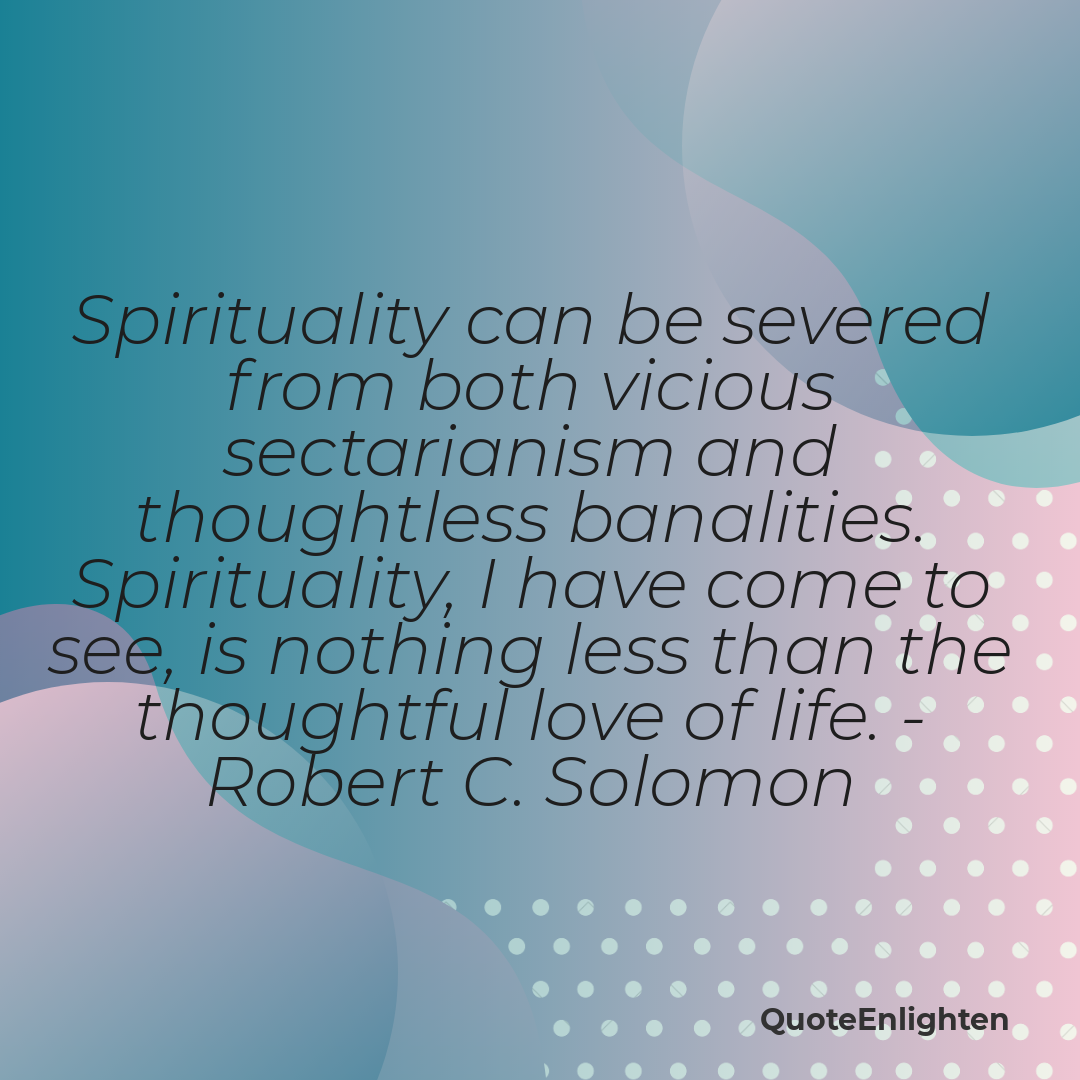 Spirituality can be severed
from both vicious
sectarianism and
thoughtless banalities.
Spirituality, I have come to
see, is nothing less than the
thoughtful love of life. -
Robert C. Solomon
QuoteEnlighten